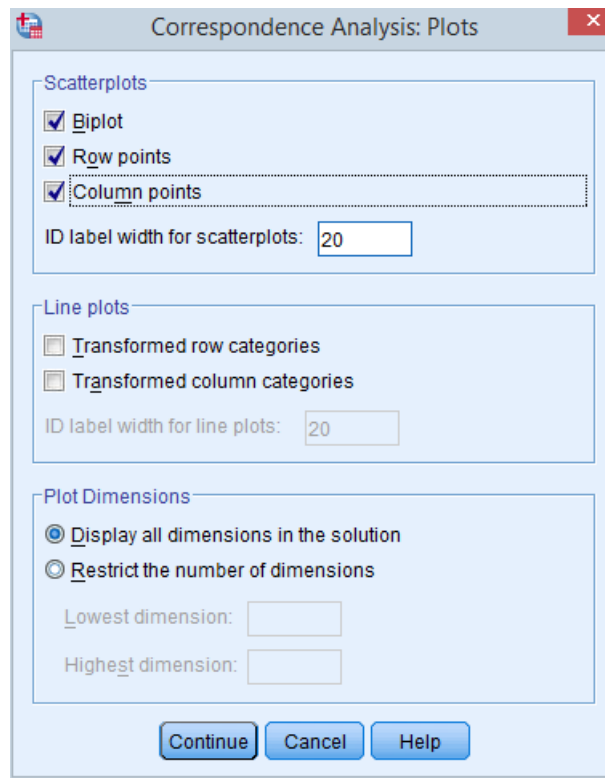 Correspondence Analysis: Plots
Scatterplots
Biplot
Row points
Column points
ID label width for scatterplots: 20
Line plots
Transformed row categories
Transformed column categories
ID label width for line plots: 20
Plot Dimensions
Display all dimensions in the solution
Restrict the number of dimensions
Lowest dimension:
Highest dimension:
Continue Cancel Help